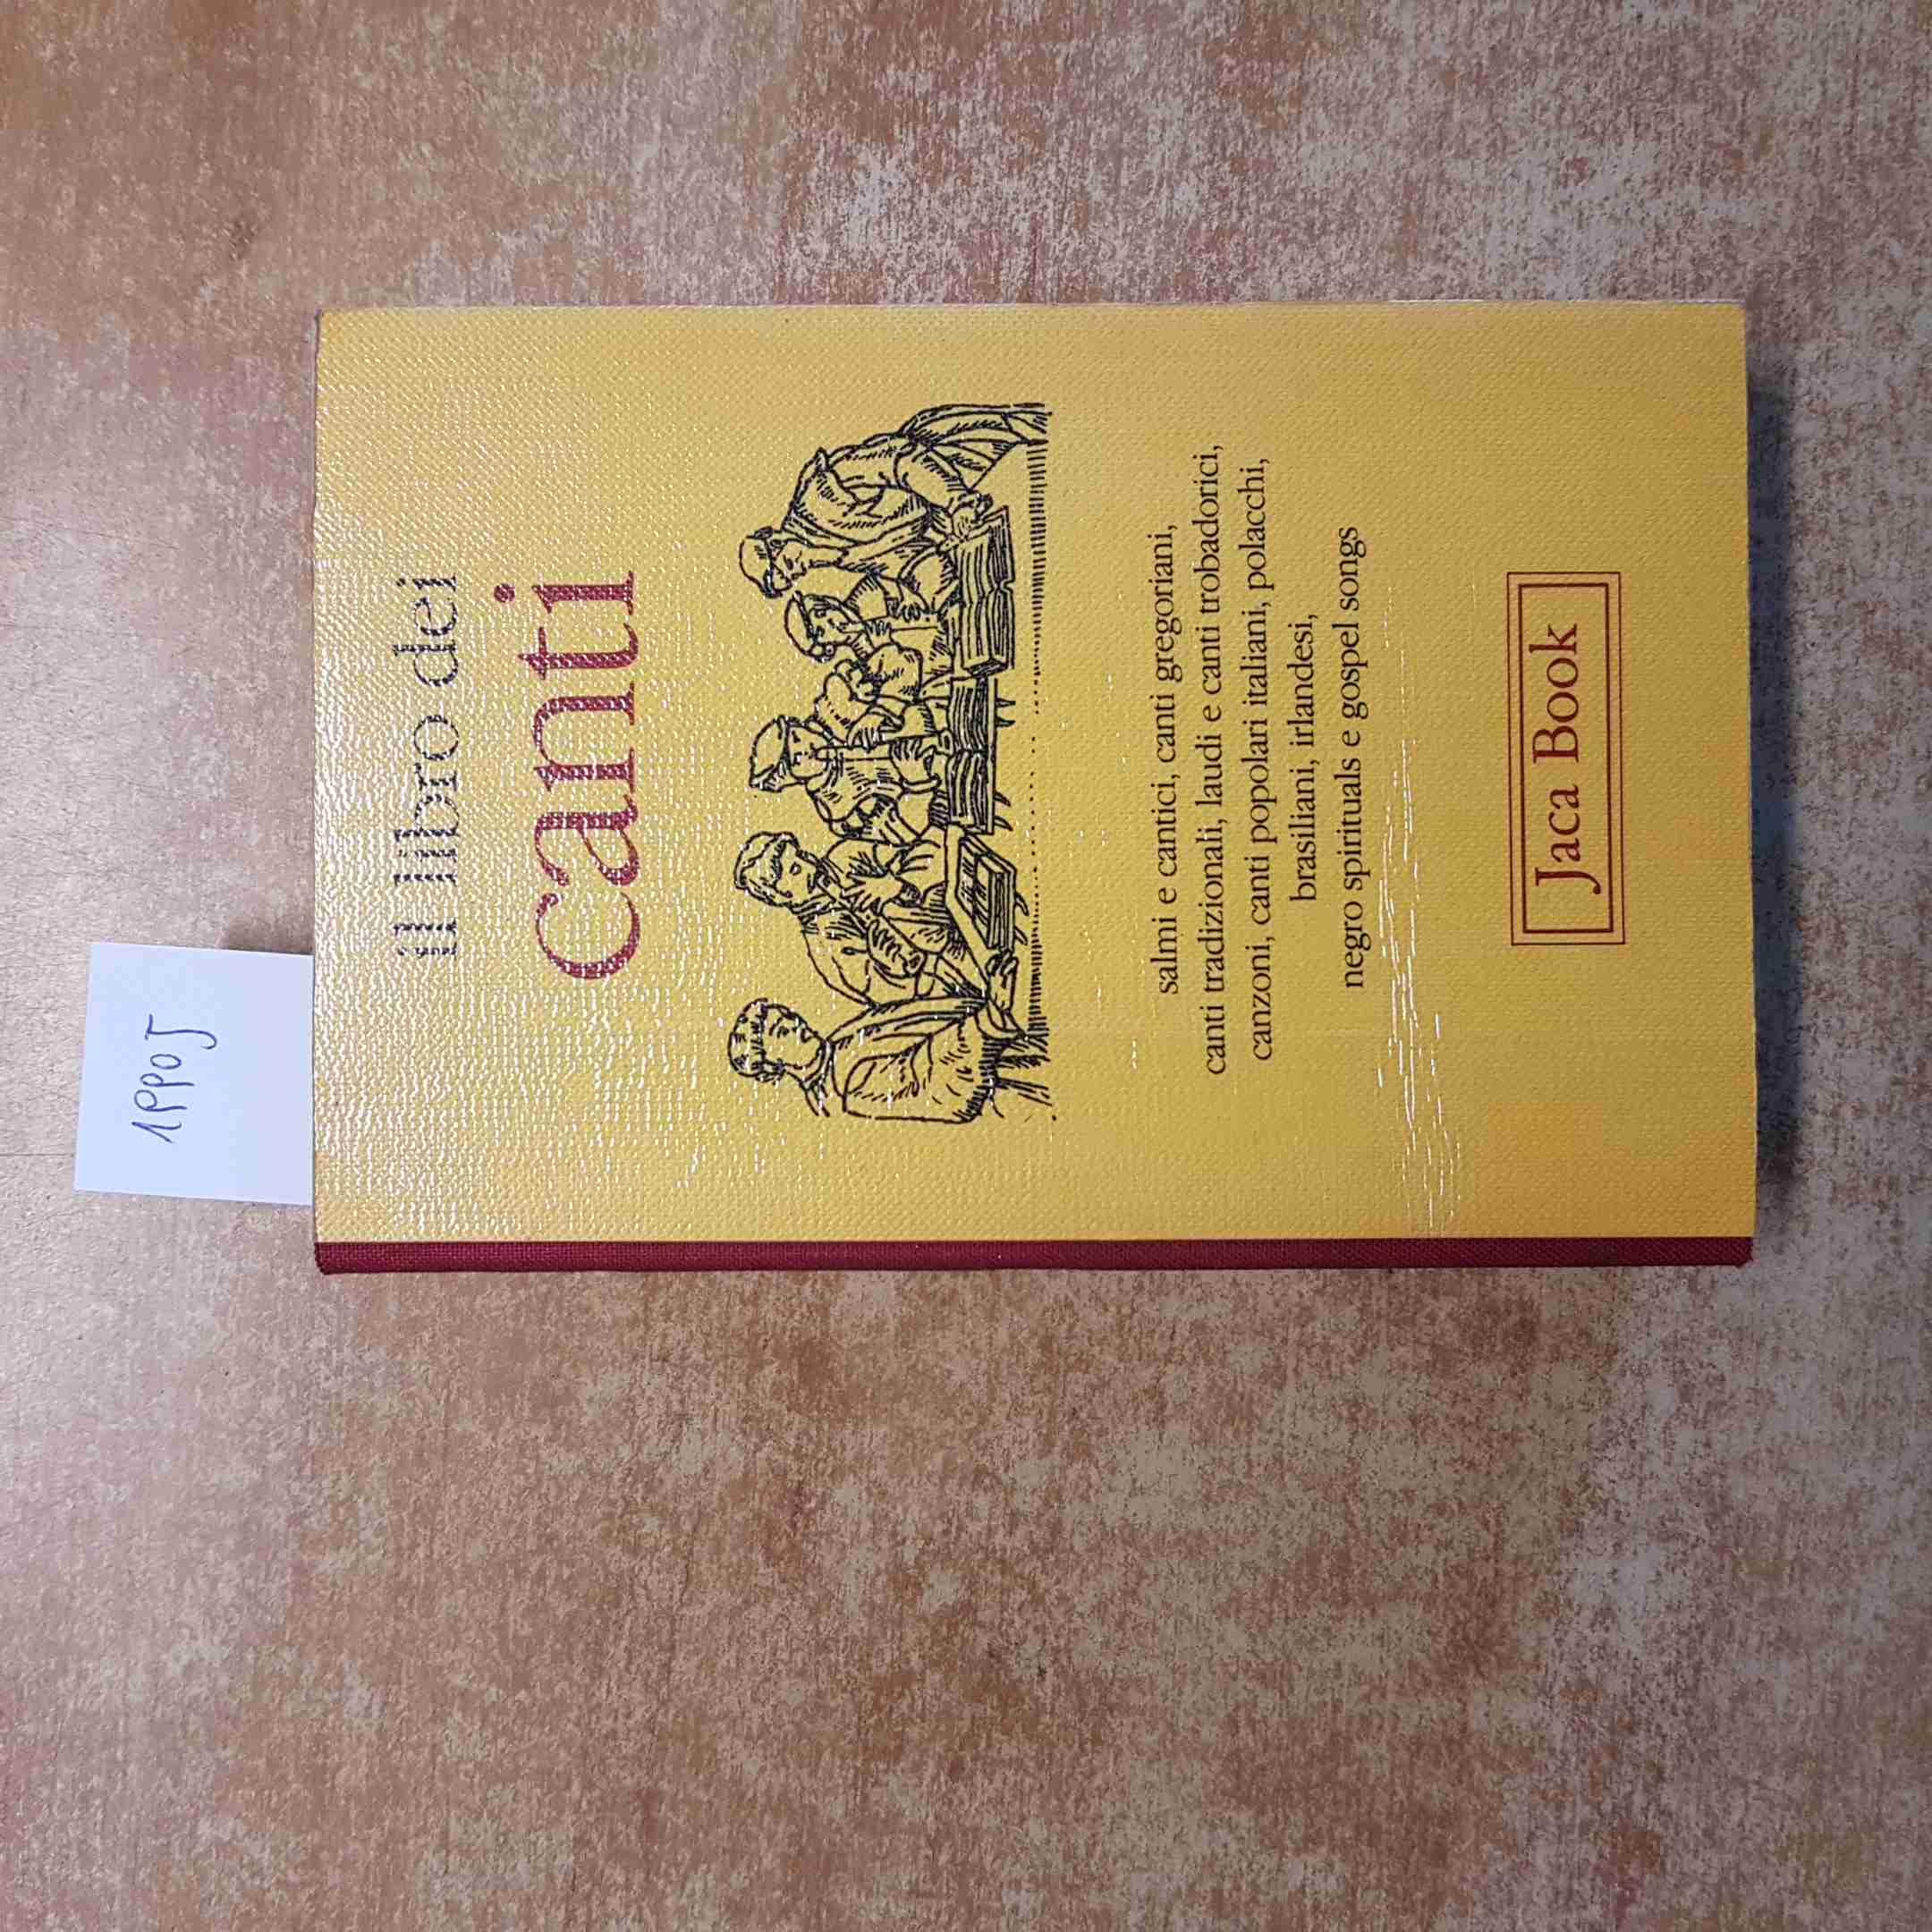 1PP05
il libro dei
canti
salmi e cantici, canti gregoriani,
canti tradizionali, laudi e canti trobadorici,
canzoni, canti popolari italiani, polacchi,
brasiliani, irlandesi,
negro spirituals e gospel songs
Jaca Book